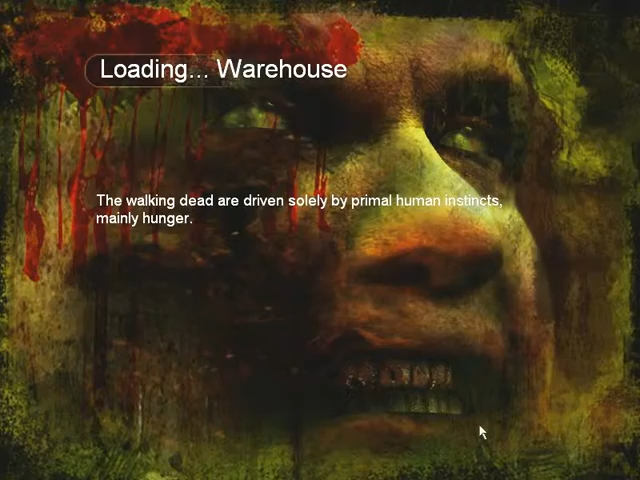 Loading... Warehouse
The walking dead are driven solely by primal human instincts,
mainly hunger.